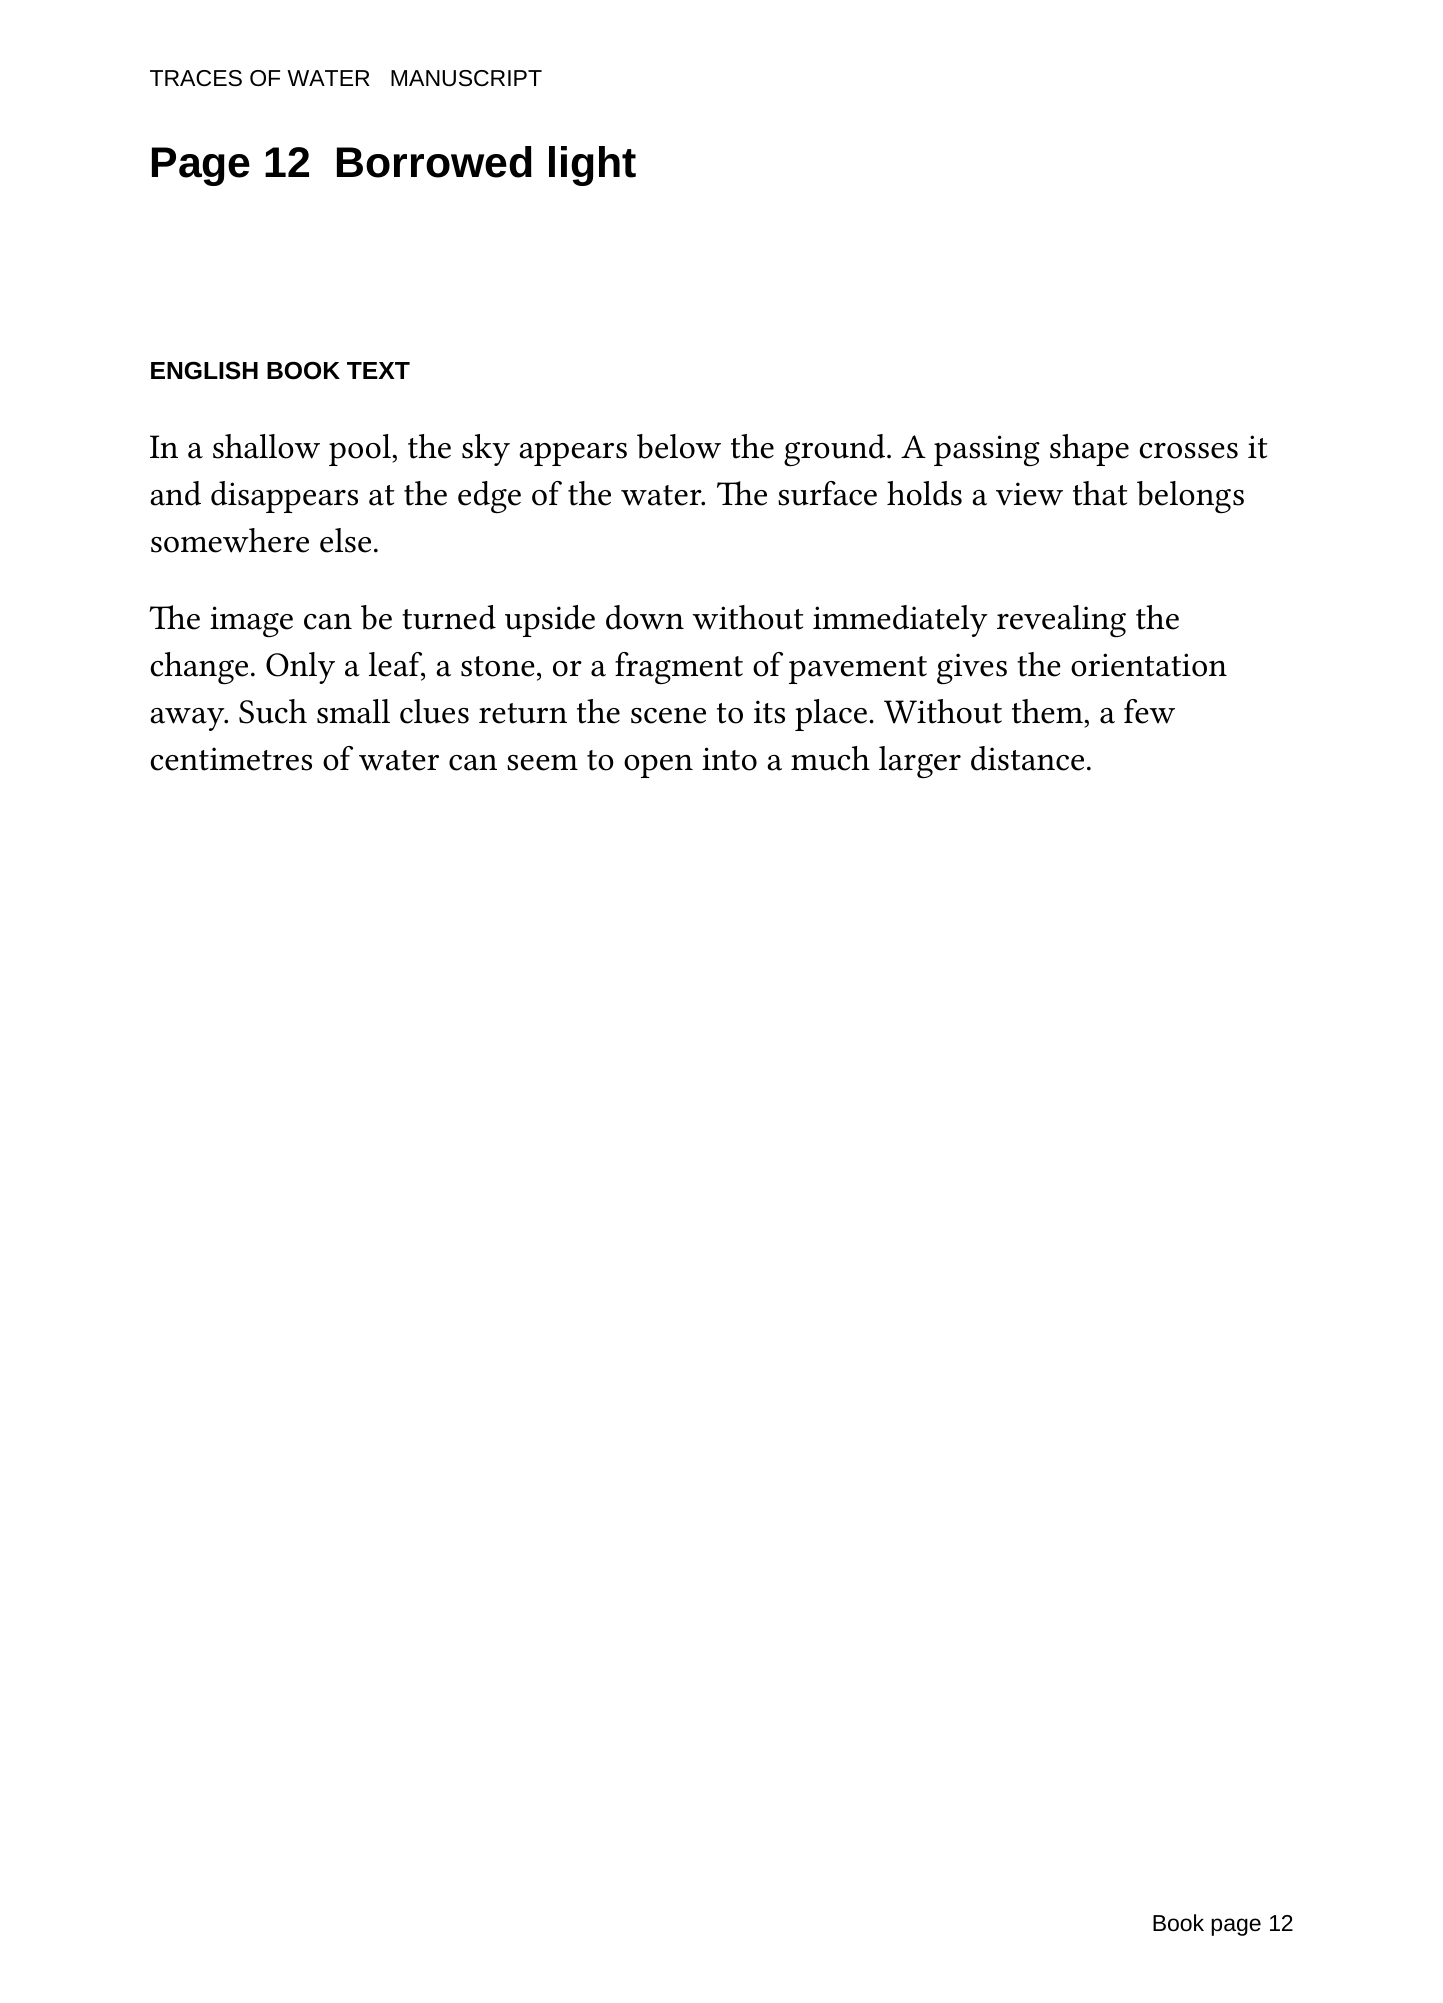 TRACES OF WATER   MANUSCRIPT
Page 12  Borrowed light
ENGLISH BOOK TEXT
In a shallow pool, the sky appears below the ground. A passing shape crosses it
and disappears at the edge of the water. The surface holds a view that belongs
somewhere else.
The image can be turned upside down without immediately revealing the
change. Only a leaf, a stone, or a fragment of pavement gives the orientation
away. Such small clues return the scene to its place. Without them, a few
centimetres of water can seem to open into a much larger distance.
Book page 12